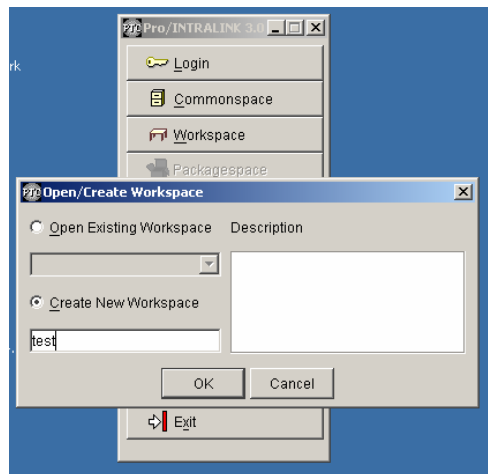 Pro/INTRALINK 3.0
rk
Login
Commonspace
Workspace
Packagespace
Open/Create Workspace
Open Existing Workspace Description
Create New Workspace
test
OK Cancel
Exit